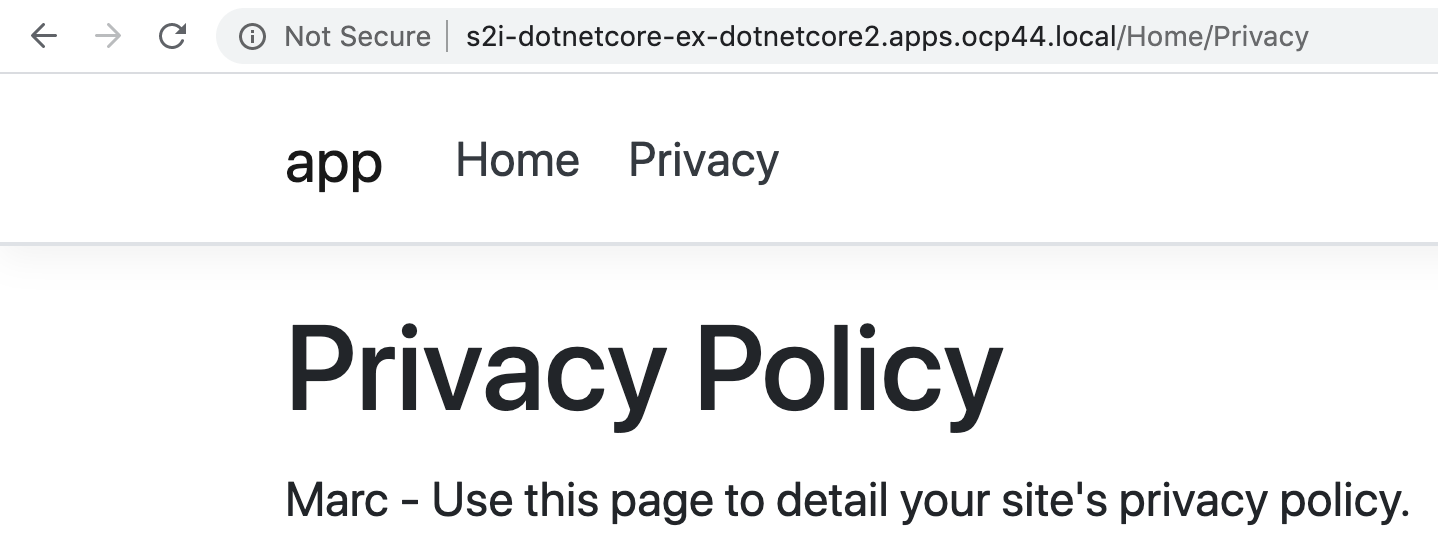 Not Secure | s2i-dotnetcore-ex-dotnetcore2.apps.ocp44.local/Home/Privacy
app Home Privacy
Privacy Policy
Marc - Use this page to detail your site's privacy policy.